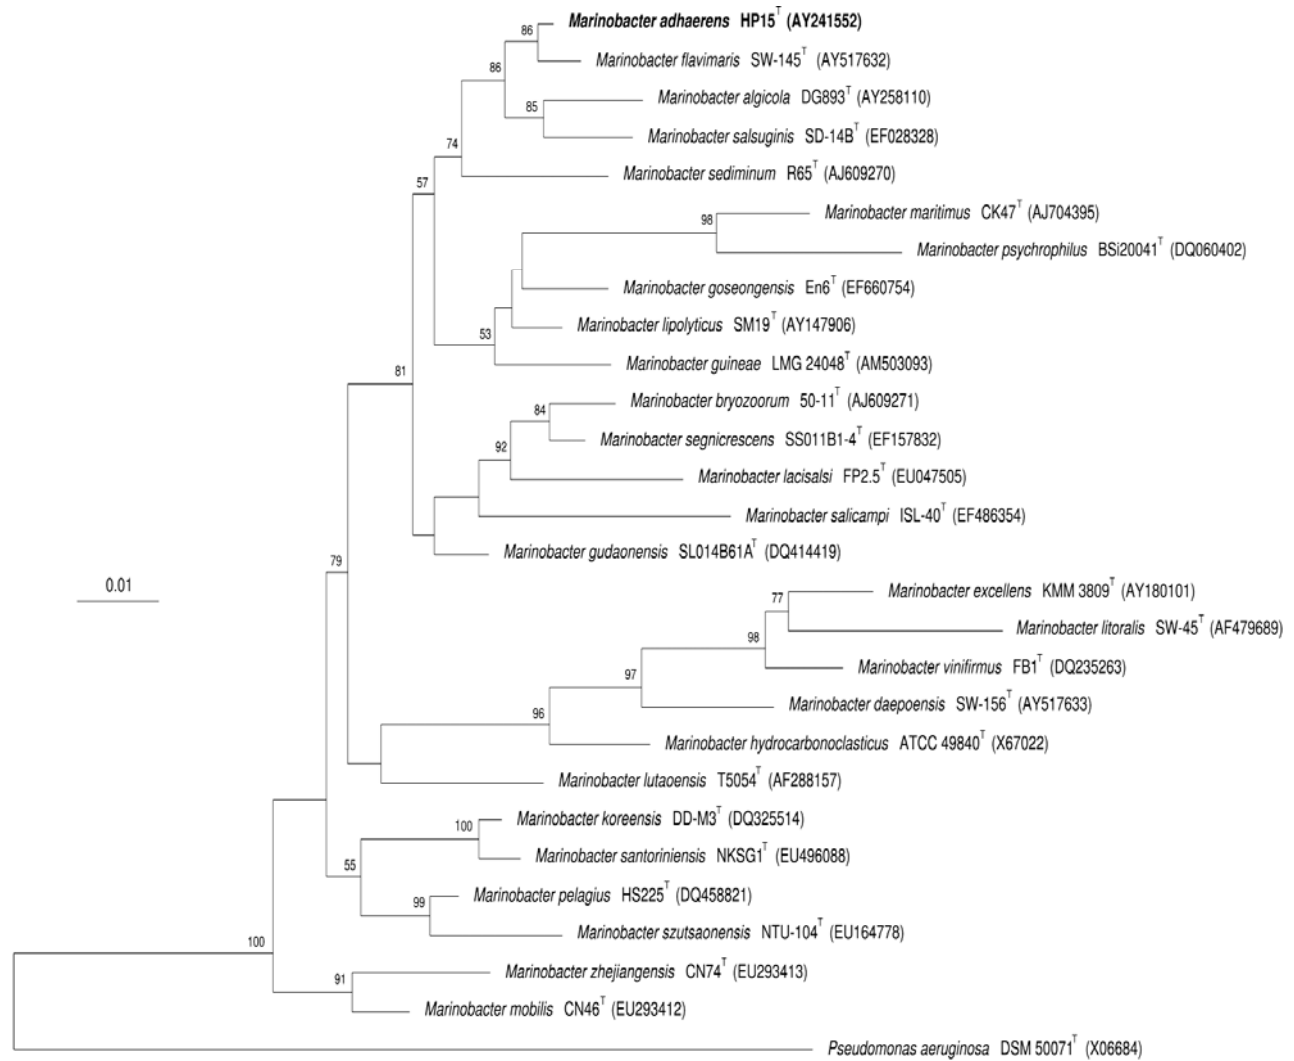 Marinobacter adhaerens HP15T (AY241552)
86
Marinobacter flavimaris SW-145T (AY517632)
86
Marinobacter algicola DG893T (AY258110)
85
Marinobacter salsuginis SD-14BT (EF028328)
74
Marinobacter sediminum R65T (AJ609270)
57
Marinobacter maritimus CK47T (AJ704395)
98
Marinobacter psychrophilus BSi20041T (DQ060402)
Marinobacter goseongensis En6T (EF660754)
Marinobacter lipolyticus SM19T (AY147906)
53
Marinobacter guineae LMG 24048T (AM503093)
81
Marinobacter bryozoorum 50-11T (AJ609271)
84
Marinobacter segnicrescens SS011B1-4T (EF157832)
92
Marinobacter lacisalsi FP2.5T (EU047505)
Marinobacter salicampi ISL-40T (EF486354)
Marinobacter gudaonensis SL014B61AT (DQ414419)
79
0.01
Marinobacter excellens KMM 3809T (AY180101)
77
Marinobacter litoralis SW-45T (AF479689)
98
Marinobacter vinifirmus FB1T (DQ235263)
97
Marinobacter daepoensis SW-156T (AY517633)
96
Marinobacter hydrocarbonoclasticus ATCC 49840T (X67022)
Marinobacter lutaoensis T5054T (AF288157)
Marinobacter koreensis DD-M3T (DQ325514)
100
Marinobacter santoriniensis NKSG1T (EU496088)
55
Marinobacter pelagius HS225T (DQ458821)
99
Marinobacter szutsaonensis NTU-104T (EU164778)
100
Marinobacter zhejiangensis CN74T (EU293413)
91
Marinobacter mobilis CN46T (EU293412)
Pseudomonas aeruginosa DSM 50071T (X06684)